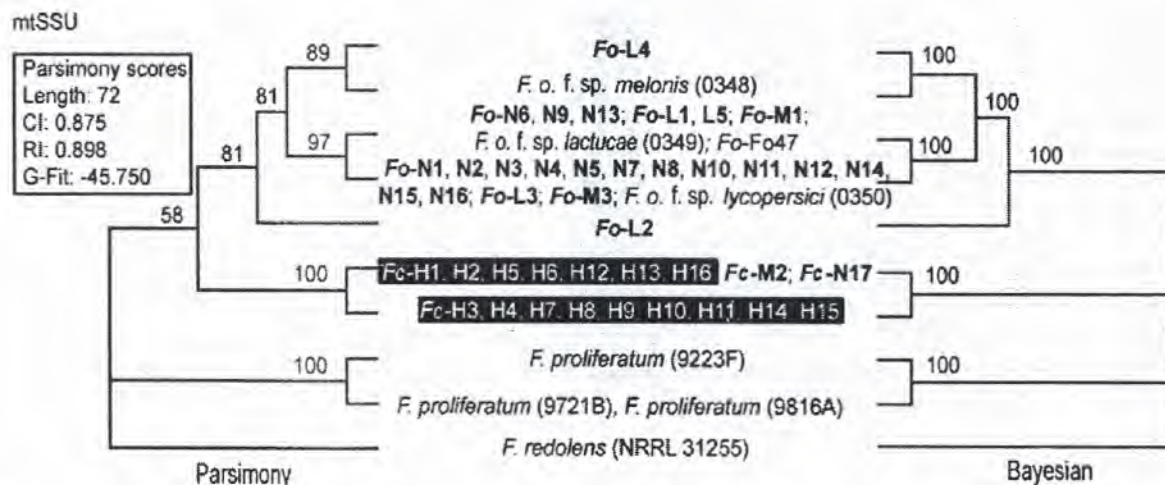 mtSSU
Parsimony scores
Length: 72
CI: 0.875
RI: 0.898
G-Fit: -45.750
89
81
97
81
58
100
100
Fo-L4
F. o. f. sp. melonis (0348)
Fo-N6, N9, N13; Fo-L1, L5; Fo-M1;
F. o. f. sp. lactucae (0349); Fo-Fo47
Fo-N1, N2, N3, N4, N5, N7, N8, N10, N11, N12, N14,
N15, N16; Fo-L3; Fo-M3; F. o. f. sp. lycopersici (0350)
Fo-L2
Fc-H1, H2, H5, H6, H12, H13, H16 Fc-M2; Fc-N17
Fc-H3, H4, H7, H8, H9, H10, H11, H14, H15
F. proliferatum (9223F)
F. proliferatum (9721B), F. proliferatum (9816A)
F. redolens (NRRL 31255)
100
100
100
100
100
100
Parsimony
Bayesian